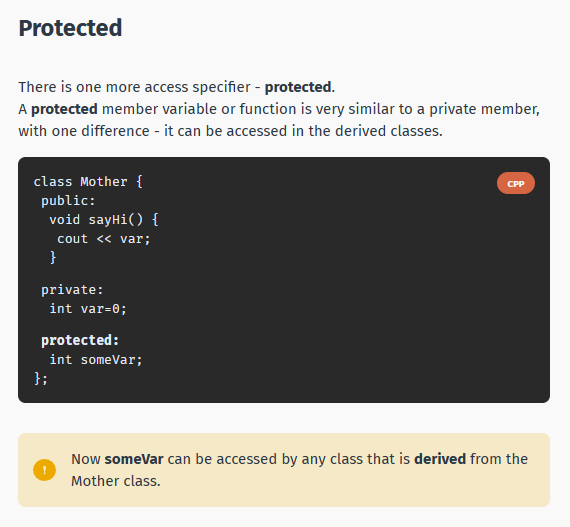 Protected
There is one more access specifier - protected.
A protected member variable or function is very similar to a private member,
with one difference - it can be accessed in the derived classes.
CPP
class Mother {
 public:
  void sayHi() {
   cout << var;
  }
 private:
  int var=0;
 protected:
  int someVar;
};
!
Now someVar can be accessed by any class that is derived from the
Mother class.